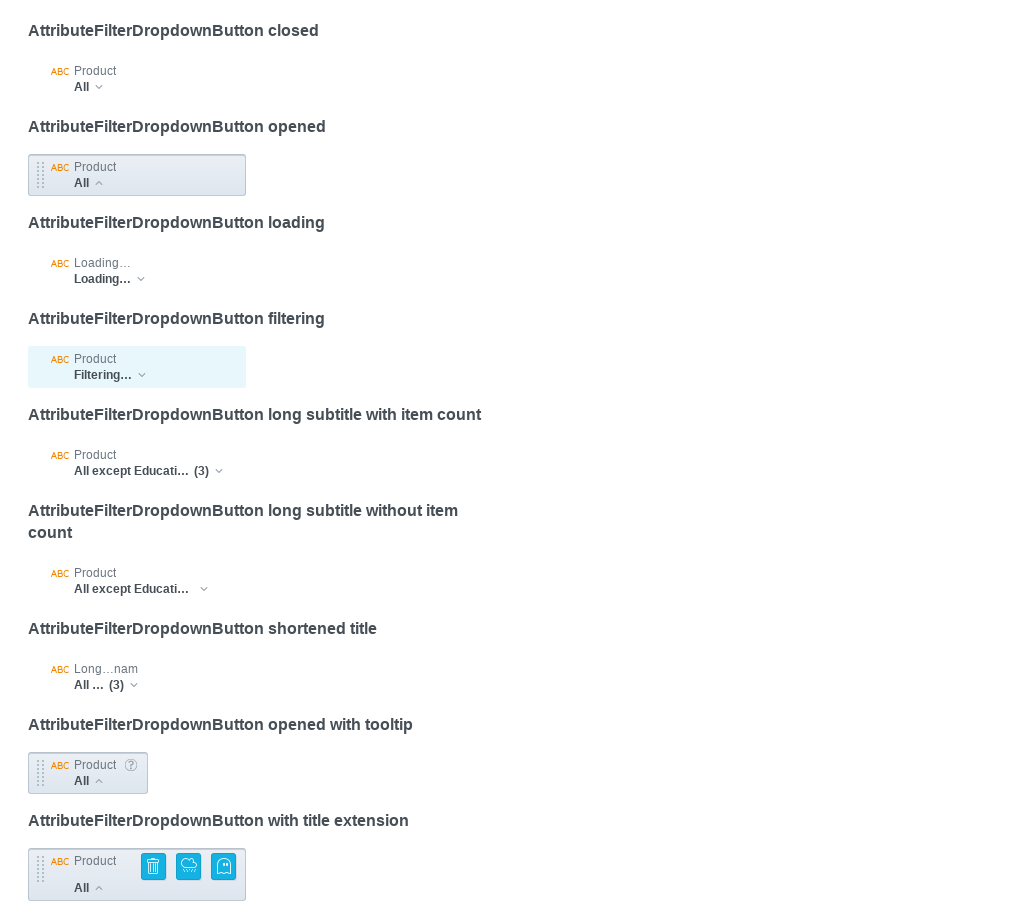 AttributeFilterDropdownButton closed
ABC Product
All
AttributeFilterDropdownButton opened
ABC Product
All
AttributeFilterDropdownButton loading
ABC Loading…
Loading…
AttributeFilterDropdownButton filtering
ABC Product
Filtering…
AttributeFilterDropdownButton long subtitle with item count
ABC Product
All except Educati… (3)
AttributeFilterDropdownButton long subtitle without item
count
ABC Product
All except Educati…
AttributeFilterDropdownButton shortened title
ABC Long…nam
All … (3)
AttributeFilterDropdownButton opened with tooltip
ABC Product ?
All
AttributeFilterDropdownButton with title extension
ABC Product
All